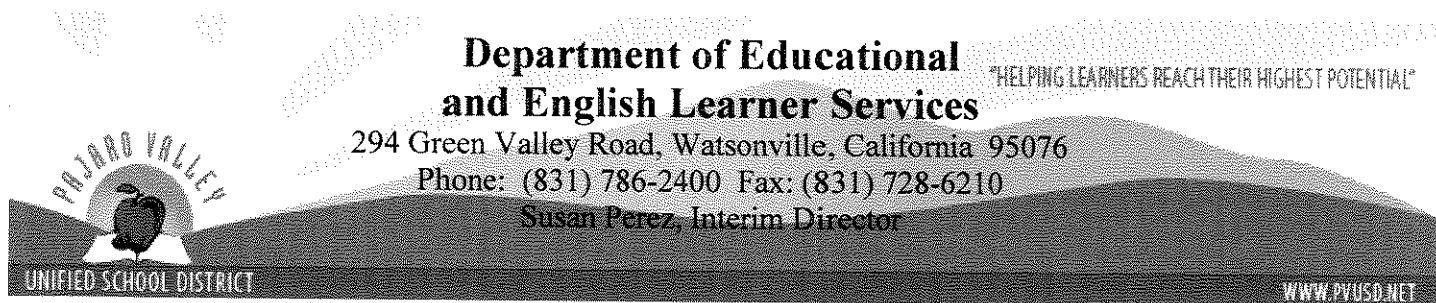 Department of Educational
and English Learner Services
"HELPING LEARNERS REACH THEIR HIGHEST POTENTIAL"
294 Green Valley Road, Watsonville, California 95076
Phone: (831) 786-2400 Fax: (831) 728-6210
Susan Perez, Interim Director
PAJARO VALLEY
UNIFIED SCHOOL DISTRICT
WWW.PVUSD.NET